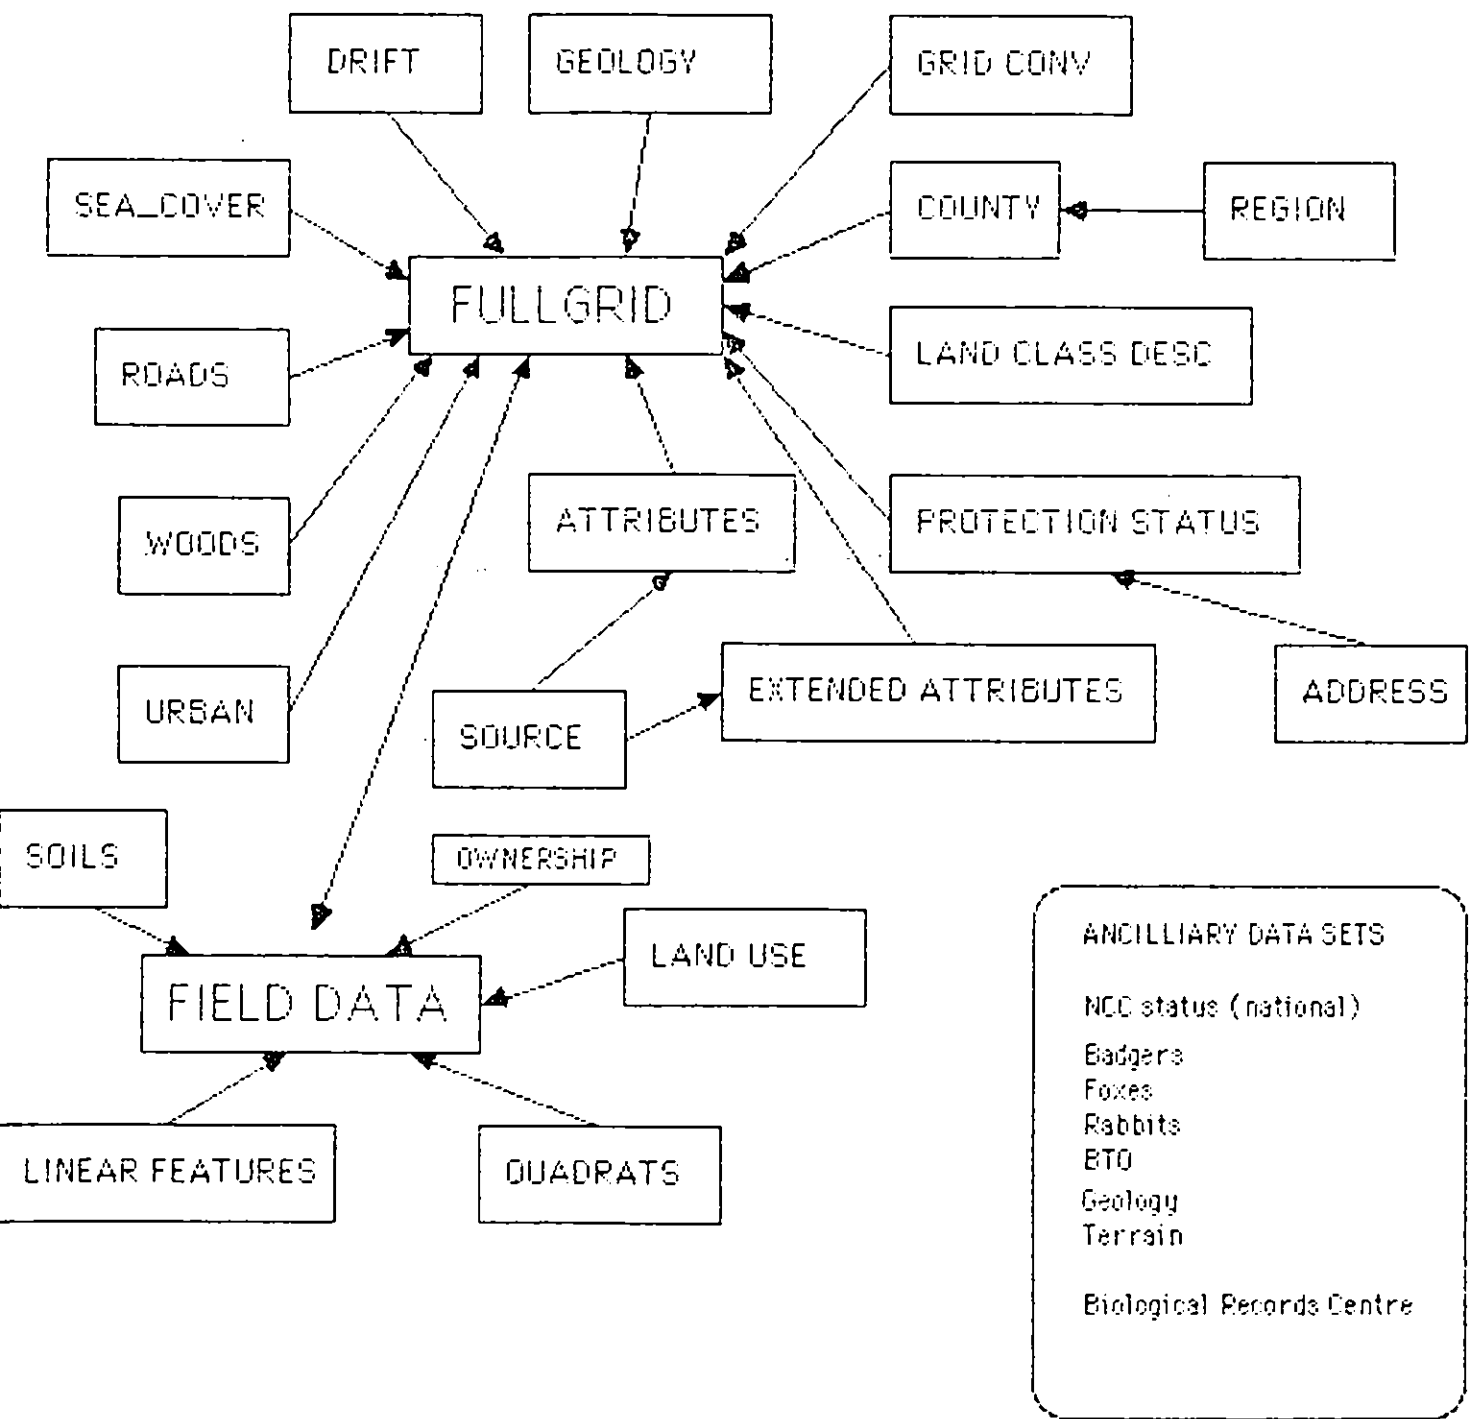 DRIFT
GEOLOGY
GRID CONV
SEA_COVER
COUNTY
REGION
FULLGRID
LAND CLASS DESC
ROADS
ATTRIBUTES
PROTECTION STATUS
WOODS
EXTENDED ATTRIBUTES
ADDRESS
URBAN
SOURCE
SOILS
OWNERSHIP
LAND USE
FIELD DATA
LINEAR FEATURES
QUADRATS
ANCILLIARY DATA SETS
NCC status (national)
Badgers
Foxes
Rabbits
BTO
Geology
Terrain
Biological Records Centre